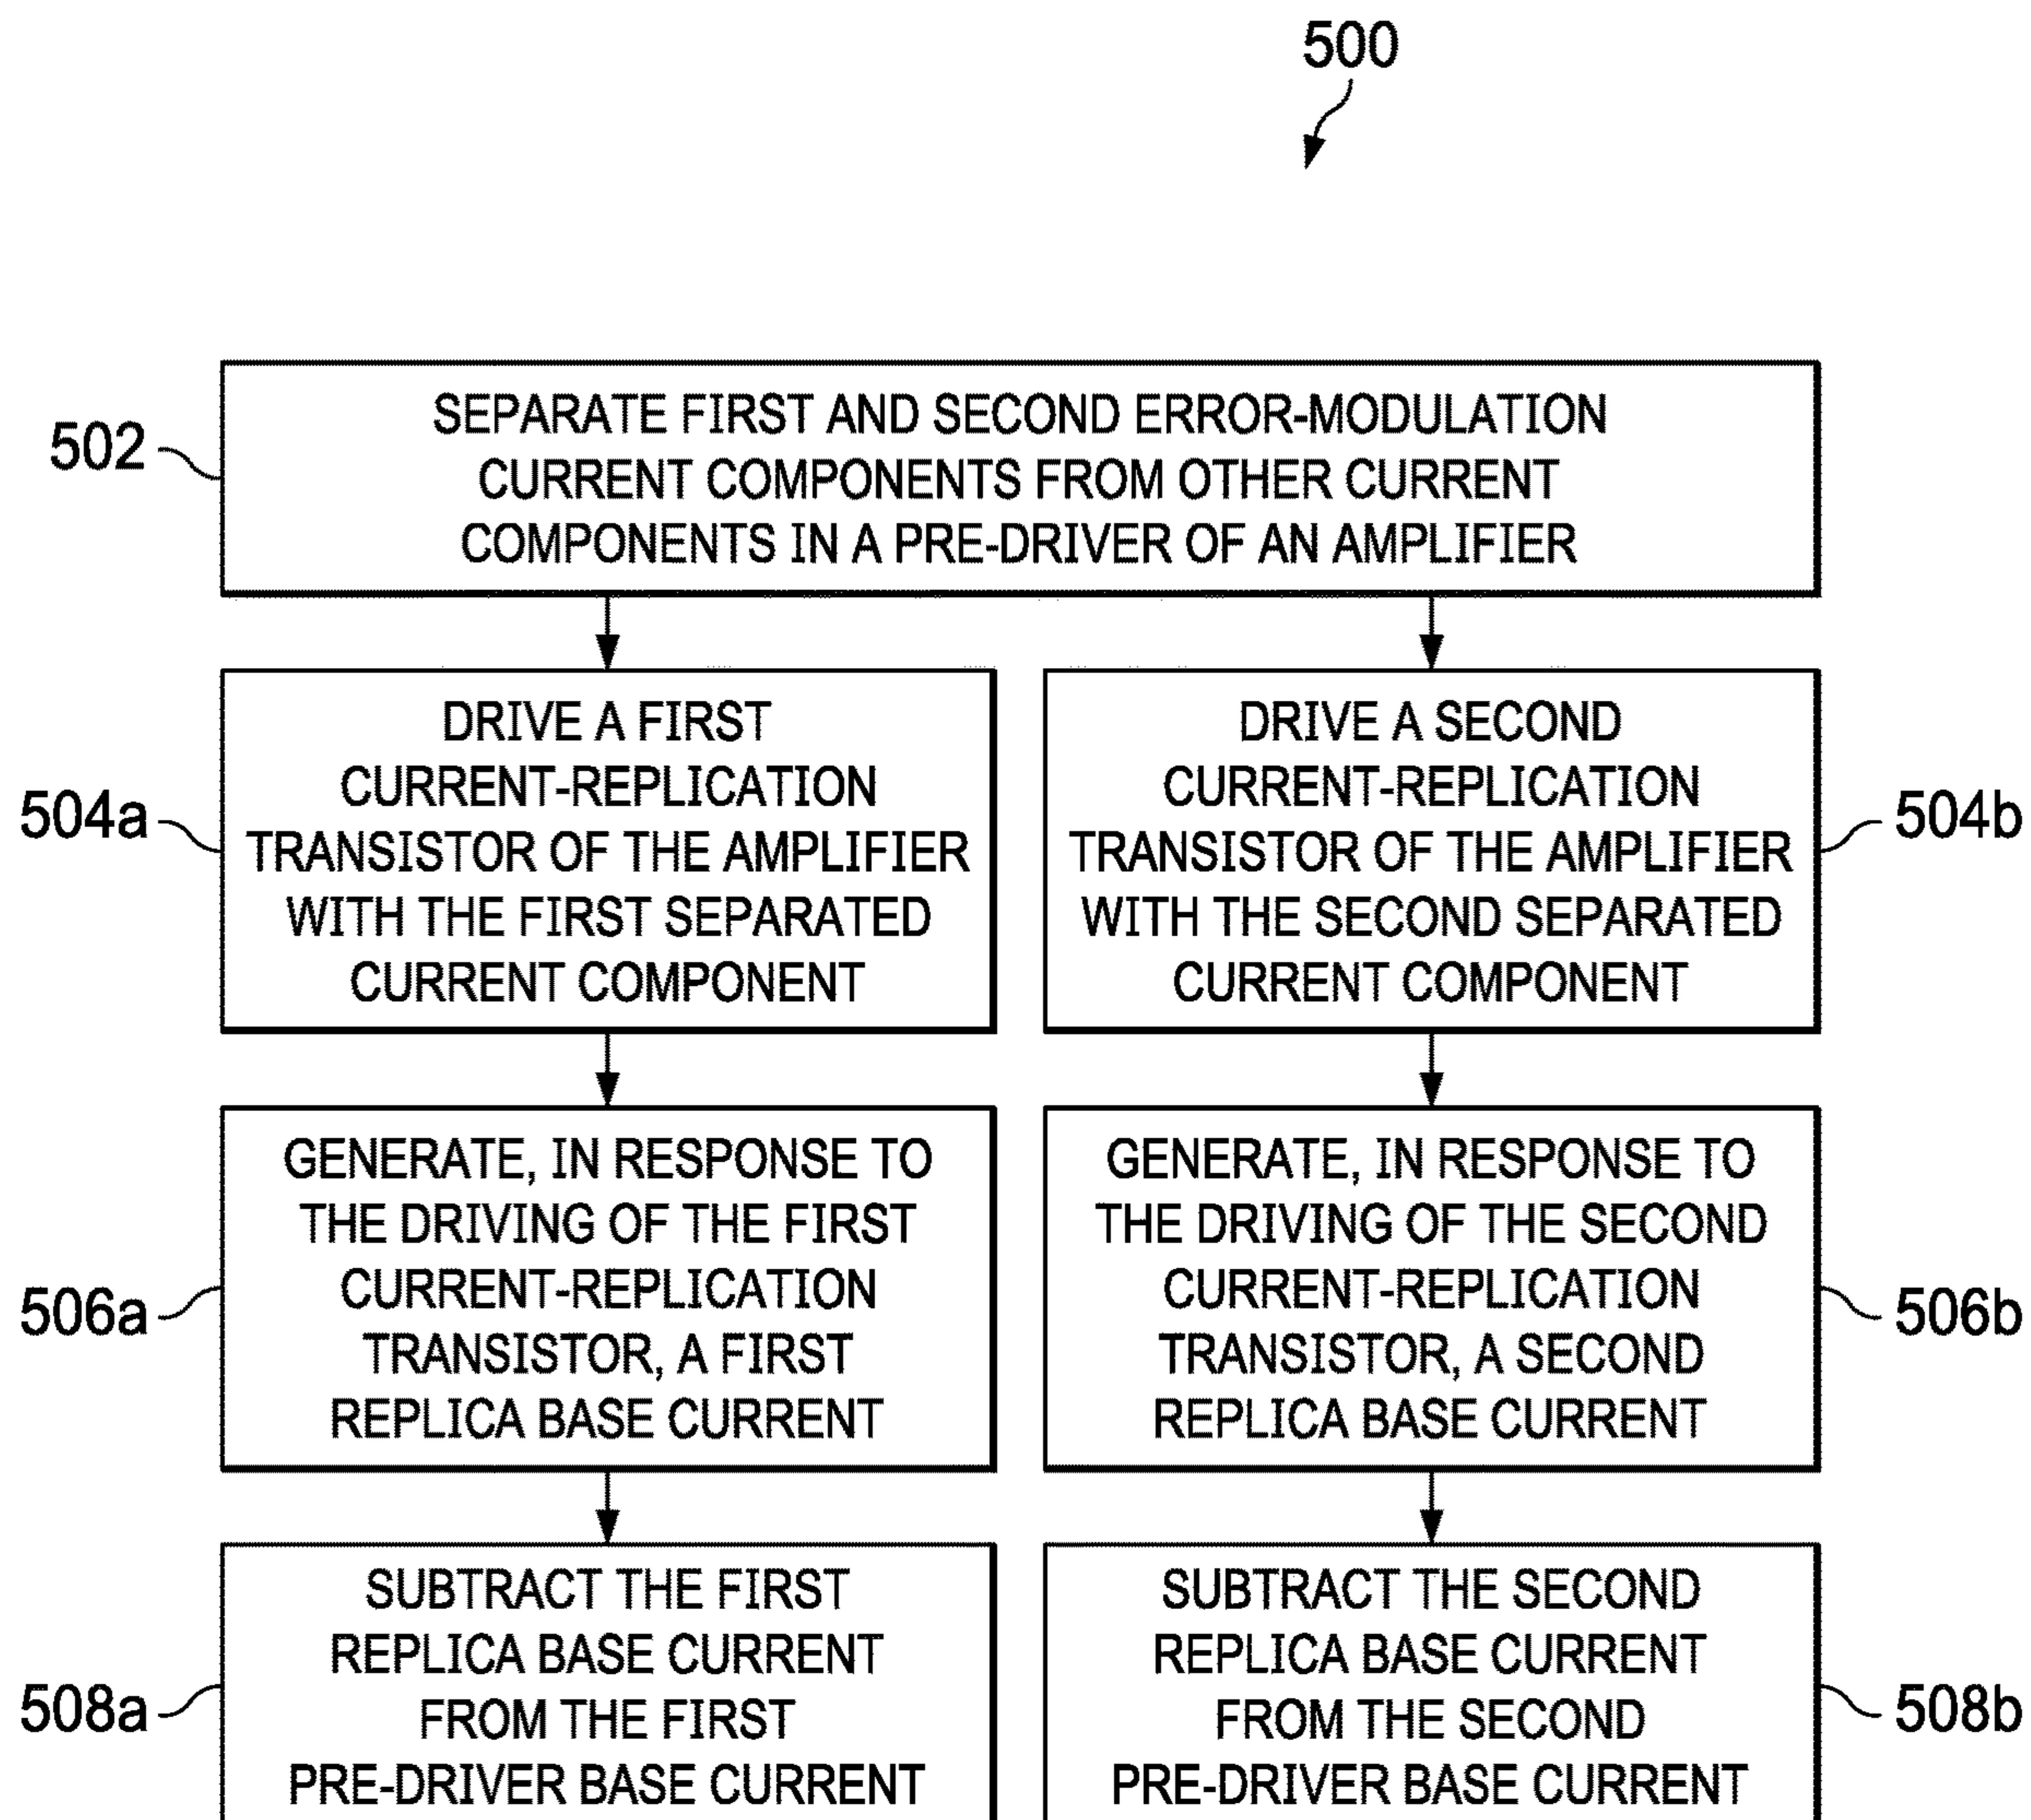 500
502
SEPARATE FIRST AND SECOND ERROR-MODULATION
CURRENT COMPONENTS FROM OTHER CURRENT
COMPONENTS IN A PRE-DRIVER OF AN AMPLIFIER
504a
DRIVE A FIRST
CURRENT-REPLICATION
TRANSISTOR OF THE AMPLIFIER
WITH THE FIRST SEPARATED
CURRENT COMPONENT
DRIVE A SECOND
CURRENT-REPLICATION
TRANSISTOR OF THE AMPLIFIER
WITH THE SECOND SEPARATED
CURRENT COMPONENT
504b
506a
GENERATE, IN RESPONSE TO
THE DRIVING OF THE FIRST
CURRENT-REPLICATION
TRANSISTOR, A FIRST
REPLICA BASE CURRENT
GENERATE, IN RESPONSE TO
THE DRIVING OF THE SECOND
CURRENT-REPLICATION
TRANSISTOR, A SECOND
REPLICA BASE CURRENT
506b
508a
SUBTRACT THE FIRST
REPLICA BASE CURRENT
FROM THE FIRST
PRE-DRIVER BASE CURRENT
SUBTRACT THE SECOND
REPLICA BASE CURRENT
FROM THE SECOND
PRE-DRIVER BASE CURRENT
508b